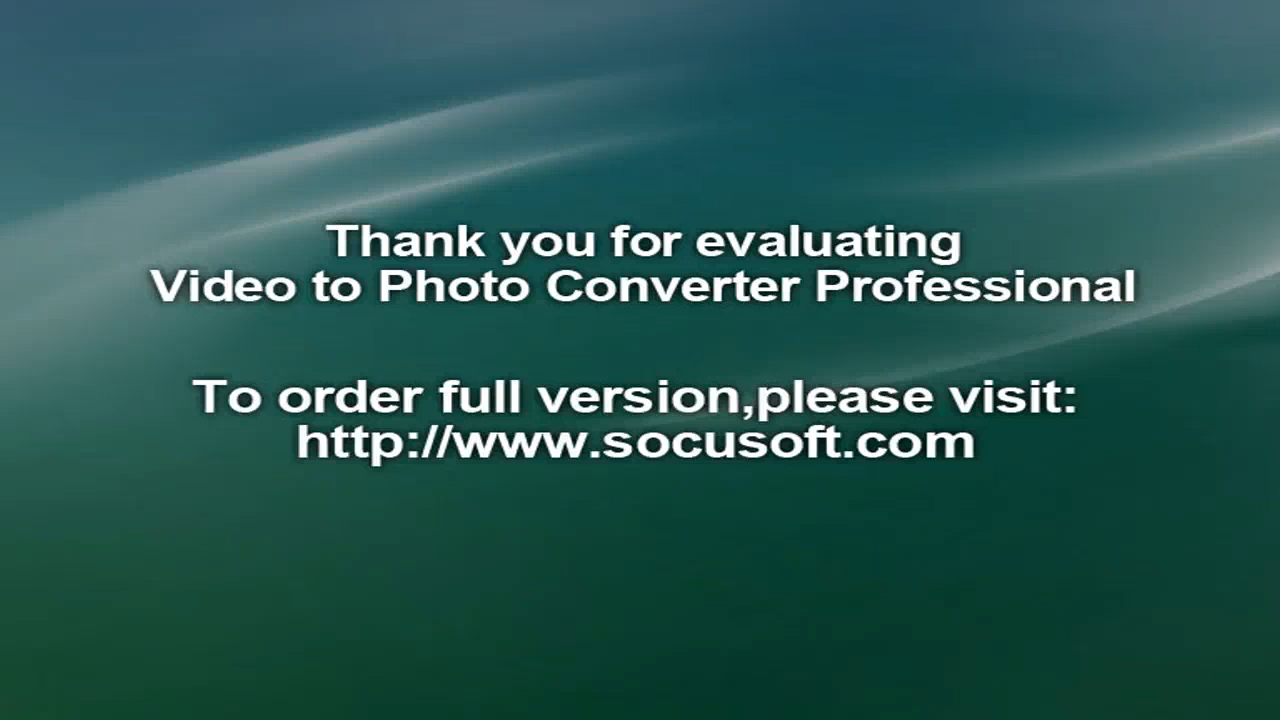 Thank you for evaluating
Video to Photo Converter Professional
To order full version,please visit:
http://www.socusoft.com